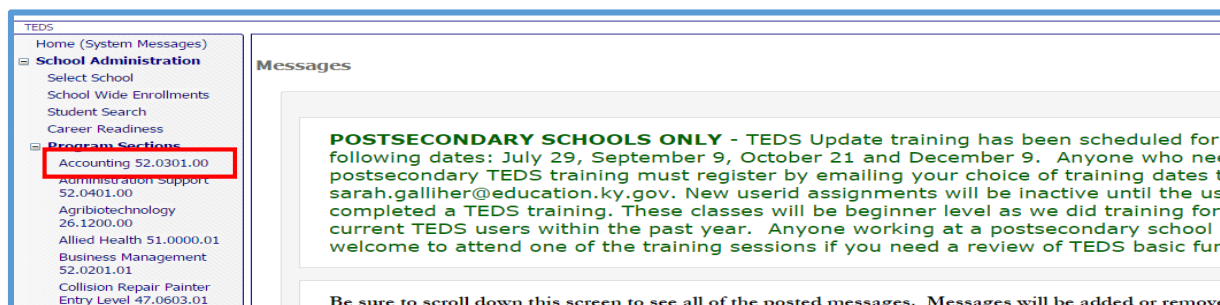 TEDS
Home (System Messages)
School Administration
Select School
School Wide Enrollments
Student Search
Career Readiness
Program Sections
Accounting 52.0301.00
Administration Support
52.0401.00
Agribiotechnology
26.1200.00
Allied Health 51.0000.01
Business Management
52.0201.01
Collision Repair Painter
Entry Level 47.0603.01
Messages
POSTSECONDARY SCHOOLS ONLY - TEDS Update training has been scheduled for
following dates: July 29, September 9, October 21 and December 9. Anyone who
postsecondary TEDS training must register by emailing your choice of training dates
sarah.galliher@education.ky.gov. New userid assignments will be inactive until the
completed a TEDS training. These classes will be beginner level as we did training for
current TEDS users within the past year. Anyone working at a postsecondary school
welcome to attend one of the training sessions if you need a review of TEDS basic
Be sure to scroll down this screen to see all of the posted messages. Messages will be added or